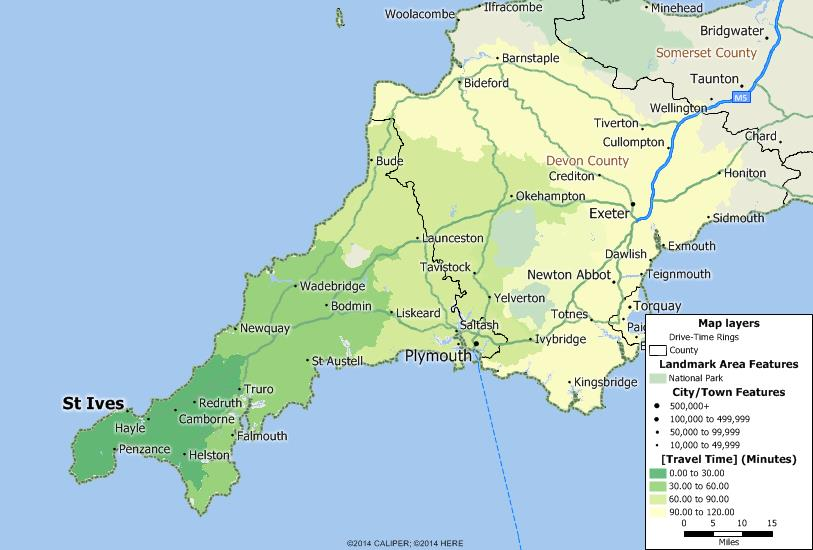 Woolacombe
Ilfracombe
Minehead
Bridgwater
Somerset County
Barnstaple
Bideford
Taunton
M5
Wellington
Tiverton
Chard
Cullompton
Bude
Devon County
Crediton
Honiton
Okehampton
Exeter
Sidmouth
Launceston
Exmouth
Dawlish
Tavistock
Newton Abbot
Teignmouth
Wadebridge
Yelverton
Bodmin
Torquay
Liskeard
Totnes
Newquay
Saltash
Ivybridge
Plymouth
St Austell
Kingsbridge
Truro
St Ives
Redruth
Camborne
Hayle
Falmouth
Penzance
Helston
Map layers
Drive-Time Rings
County
Landmark Area Features
National Park
City/Town Features
500,000+
100,000 to 499,999
50,000 to 99,999
10,000 to 49,999
[Travel Time] (Minutes)
0.00 to 30.00
30.00 to 60.00
60.00 to 90.00
90.00 to 120.00
0 5 10 15
Miles
©2014 CALIPER; ©2014 HERE